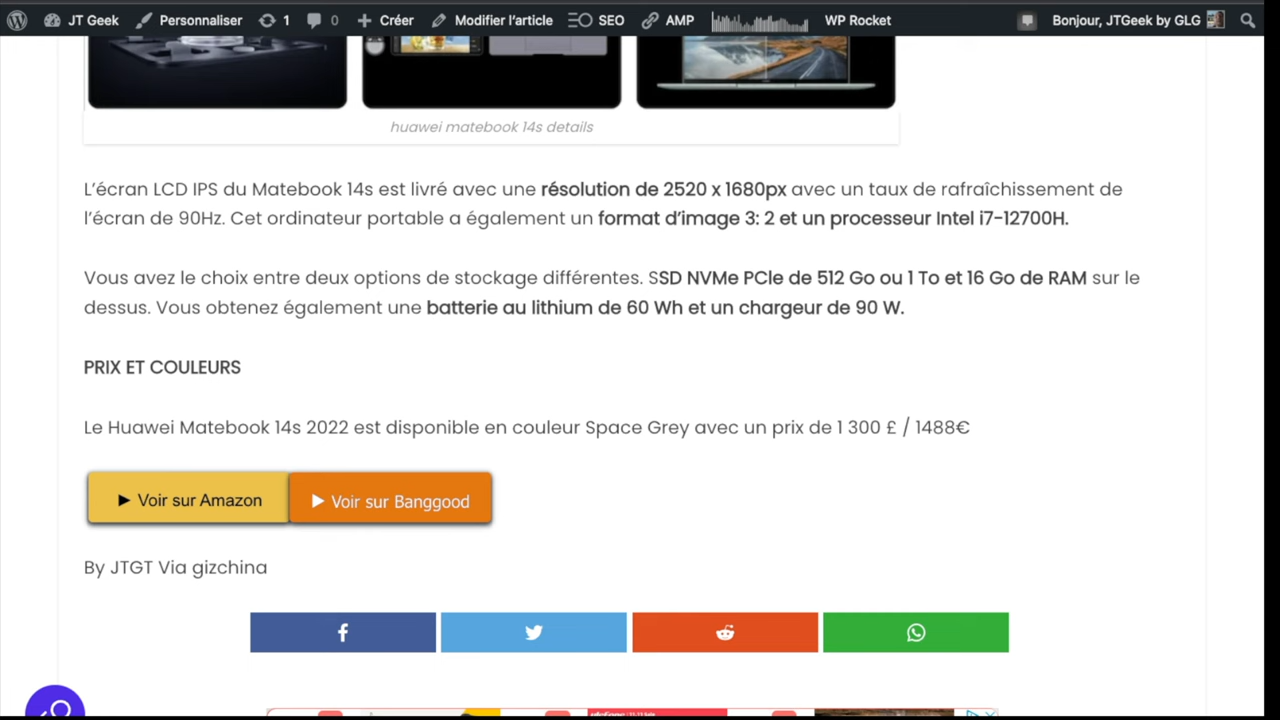 JT Geek Personnaliser 1 0 Créer Modifier l'article SEO AMP WP Rocket Bonjour, JTGeek by GLG
huawei matebook 14s details
L'écran LCD IPS du Matebook 14s est livré avec une résolution de 2520 x 1680px avec un taux de rafraîchissement de
l'écran de 90Hz. Cet ordinateur portable a également un format d'image 3: 2 et un processeur Intel i7-12700H.
Vous avez le choix entre deux options de stockage différentes. SSD NVMe PCIe de 512 Go ou 1 To et 16 Go de RAM sur le
dessus. Vous obtenez également une batterie au lithium de 60 Wh et un chargeur de 90 W.
PRIX ET COULEURS
Le Huawei Matebook 14s 2022 est disponible en couleur Space Grey avec un prix de 1 300 £ / 1488€
► Voir sur Amazon ► Voir sur Banggood
By JTGT Via gizchina